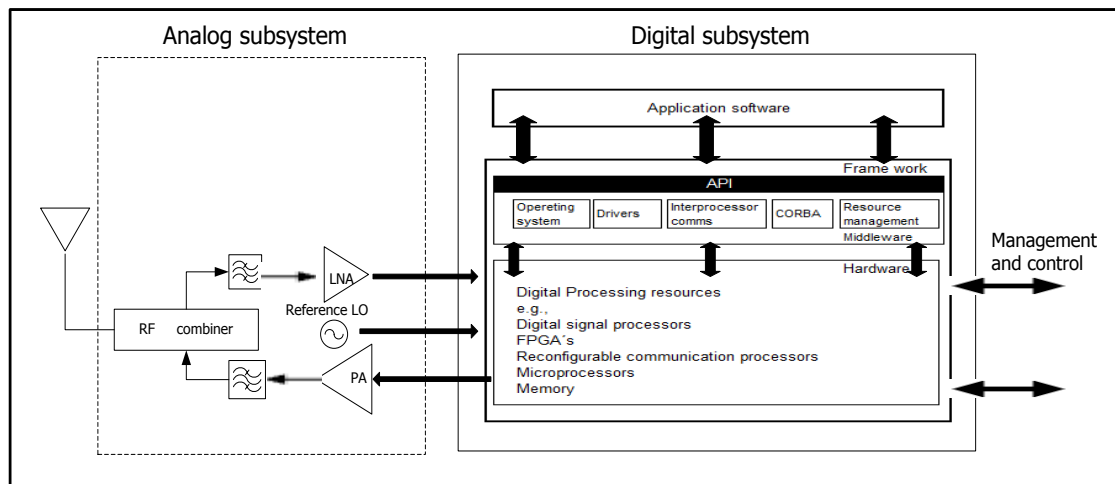 Analog subsystem
Digital subsystem
Application software
Frame work
API
Operating
system
Drivers
Interprocessor
comms
CORBA
Resource
management
Middleware
Hardware
Digital Processing resources
e.g.,
Digital signal processors
FPGA´s
Reconfigurable communication processors
Microprocessors
Memory
LNA
Reference LO
RF combiner
PA
Management
and control